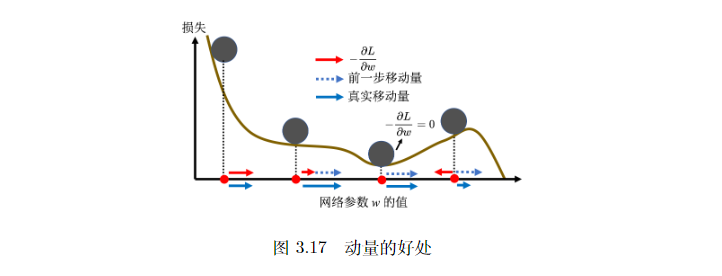 损失
$-\frac{\partial L}{\partial w}$
前一步移动量
真实移动量
$-\frac{\partial L}{\partial w} = 0$
网络参数 w 的值
图 3.17 动量的好处